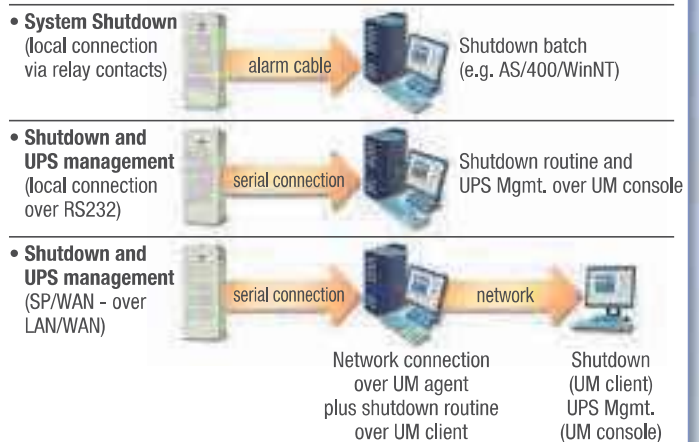 • System Shutdown
(local connection
via relay contacts)
alarm cable
Shutdown batch
(e.g. AS/400/WinNT)
• Shutdown and
UPS management
(local connection
over RS232)
serial connection
Shutdown routine and
UPS Mgmt. over UM console
• Shutdown and
UPS management
(SP/WAN - over
LAN/WAN)
serial connection
network
Network connection
over UM agent
plus shutdown routine
over UM client
Shutdown
(UM client)
UPS Mgmt.
(UM console)